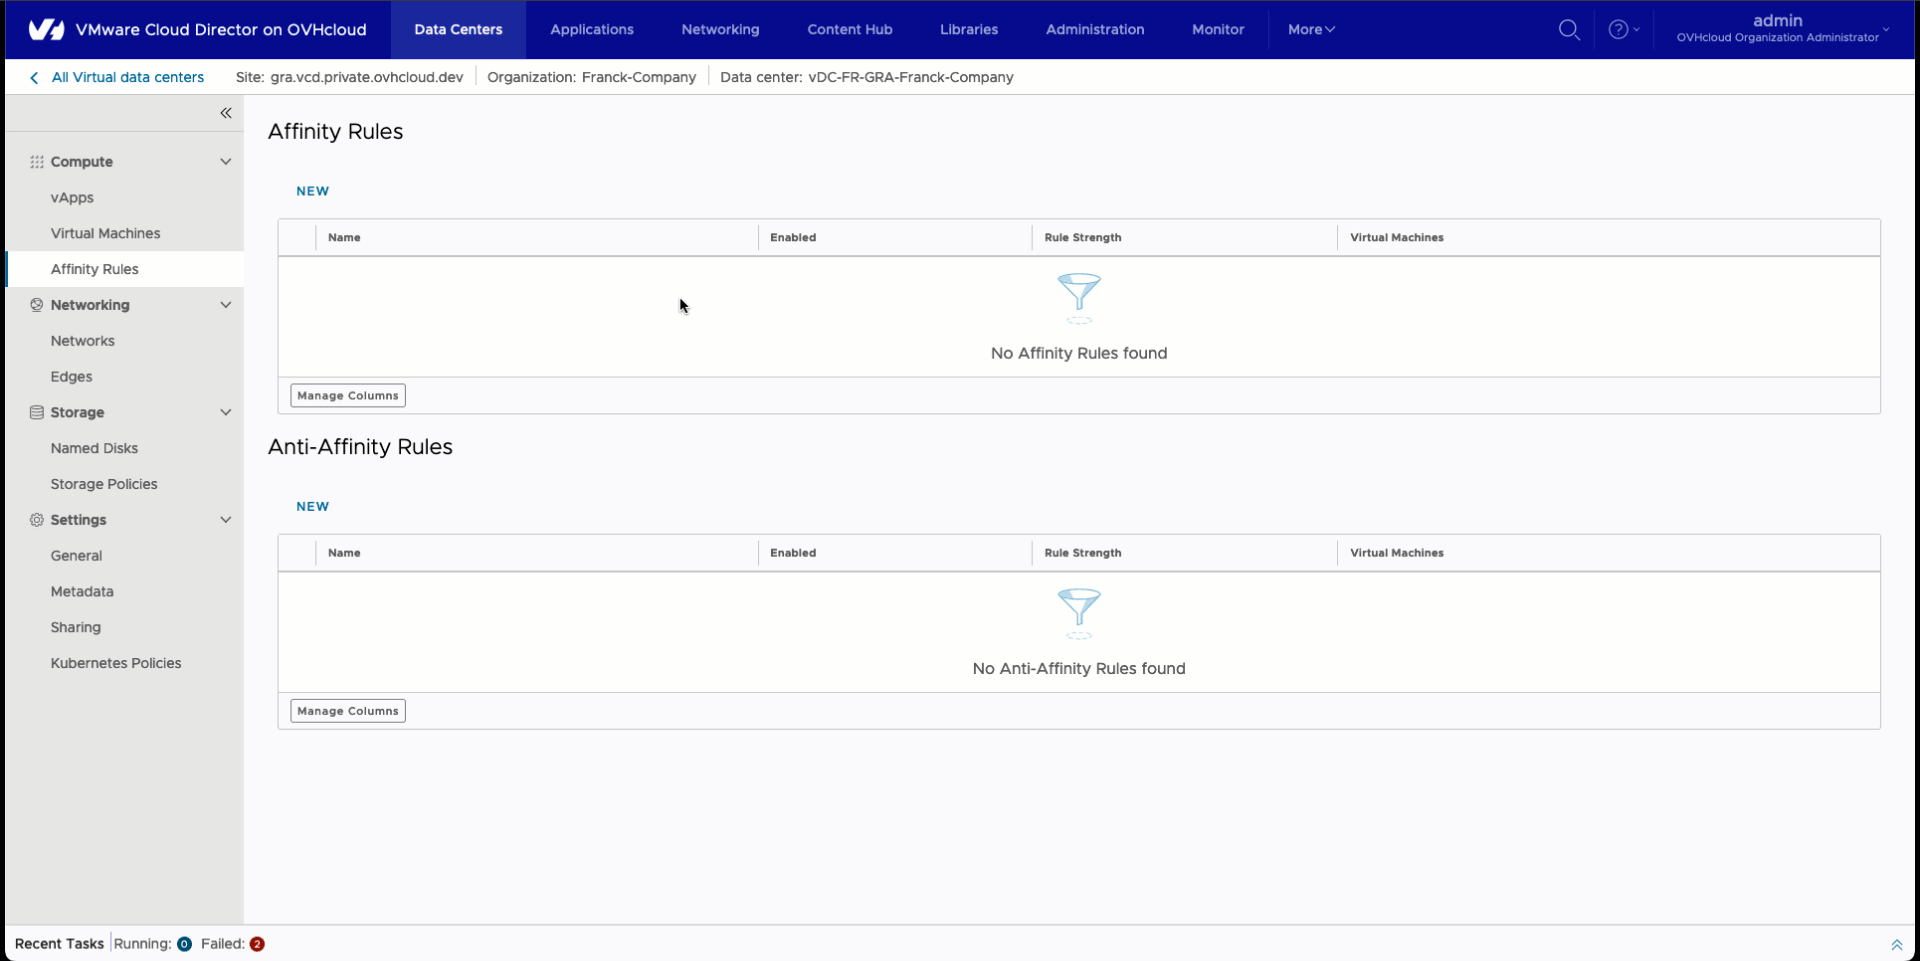 VMware Cloud Director on OVHcloud
Data Centers
Applications
Networking
Content Hub
Libraries
Administration
Monitor
More
admin
OVHcloud Organization Administrator
All Virtual data centers
Site: gra.vcd.private.ovhcloud.dev
Organization: Franck-Company
Data center: vDC-FR-GRA-Franck-Company
Compute
vApps
Virtual Machines
Affinity Rules
Networking
Networks
Edges
Storage
Named Disks
Storage Policies
Settings
General
Metadata
Sharing
Kubernetes Policies
Affinity Rules
NEW
Name Enabled Rule Strength Virtual Machines
No Affinity Rules found
Manage Columns
Anti-Affinity Rules
NEW
Name Enabled Rule Strength Virtual Machines
No Anti-Affinity Rules found
Manage Columns
Recent Tasks Running: 0 Failed: 2